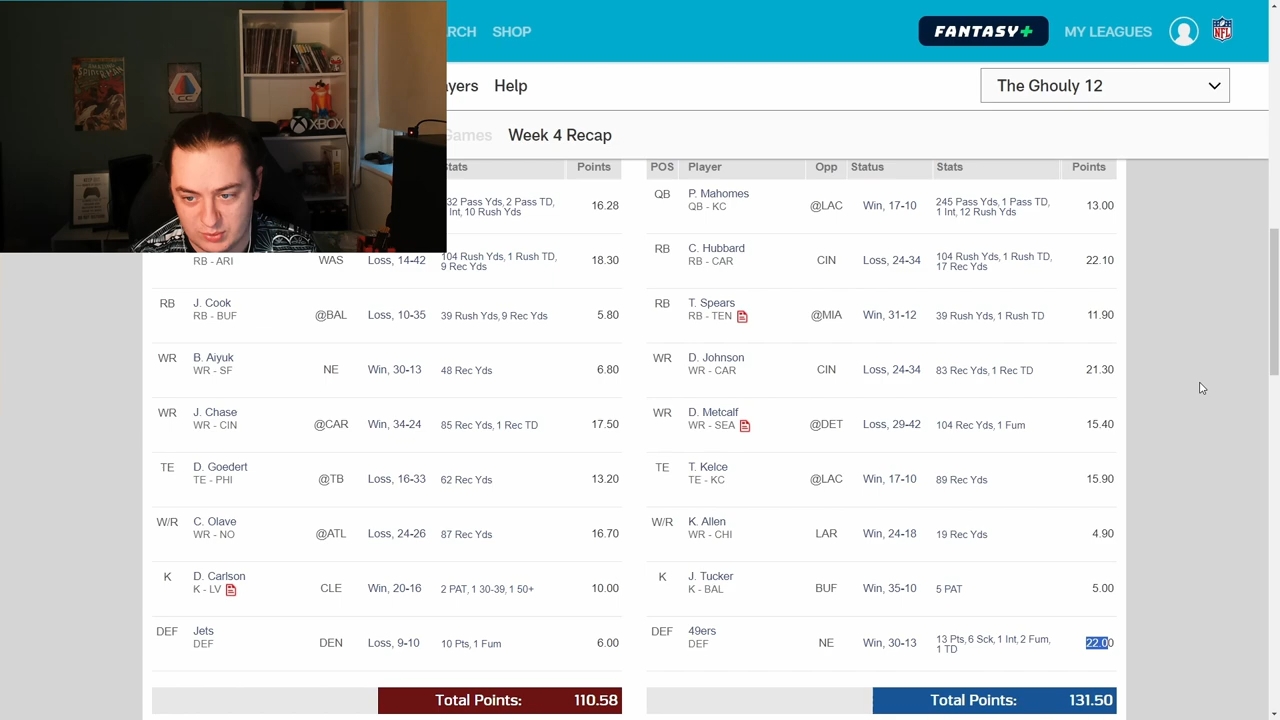 ARCH SHOP FANTASY+ MY LEAGUES NFL
ayers Help The Ghouly 12
Games Week 4 Recap
XBOX
Stats Points POS Player Opp Status Stats Points
32 Pass Yds, 2 Pass TD,
Int, 10 Rush Yds
16.28
QB P. Mahomes
QB - KC
@LAC Win, 17-10 245 Pass Yds, 1 Pass TD,
1 Int, 12 Rush Yds
13.00
RB - ARI WAS Loss, 14-42 104 Rush Yds, 1 Rush TD,
9 Rec Yds
18.30
RB C. Hubbard
RB - CAR
CIN Loss, 24-34 104 Rush Yds, 1 Rush TD,
17 Rec Yds
22.10
RB J. Cook
RB - BUF
@BAL Loss, 10-35 39 Rush Yds, 9 Rec Yds 5.80
RB T. Spears
RB - TEN
@MIA Win, 31-12 39 Rush Yds, 1 Rush TD 11.90
WR B. Aiyuk
WR - SF
NE Win, 30-13 48 Rec Yds 6.80
WR D. Johnson
WR - CAR
CIN Loss, 24-34 83 Rec Yds, 1 Rec TD 21.30
WR J. Chase
WR - CIN
@CAR Win, 34-24 85 Rec Yds, 1 Rec TD 17.50
WR D. Metcalf
WR - SEA
@DET Loss, 29-42 104 Rec Yds, 1 Fum 15.40
TE D. Goedert
TE - PHI
@TB Loss, 16-33 62 Rec Yds 13.20
TE T. Kelce
TE - KC
@LAC Win, 17-10 89 Rec Yds 15.90
W/R C. Olave
WR - NO
@ATL Loss, 24-26 87 Rec Yds 16.70
W/R K. Allen
WR - CHI
LAR Win, 24-18 19 Rec Yds 4.90
K D. Carlson
K - LV
CLE Win, 20-16 2 PAT, 1 30-39, 1 50+ 10.00
K J. Tucker
K - BAL
BUF Win, 35-10 5 PAT 5.00
DEF Jets
DEF
DEN Loss, 9-10 10 Pts, 1 Fum 6.00
DEF 49ers
DEF
NE Win, 30-13 13 Pts, 6 Sck, 1 Int, 2 Fum,
1 TD
22.00
Total Points: 110.58 Total Points: 131.50